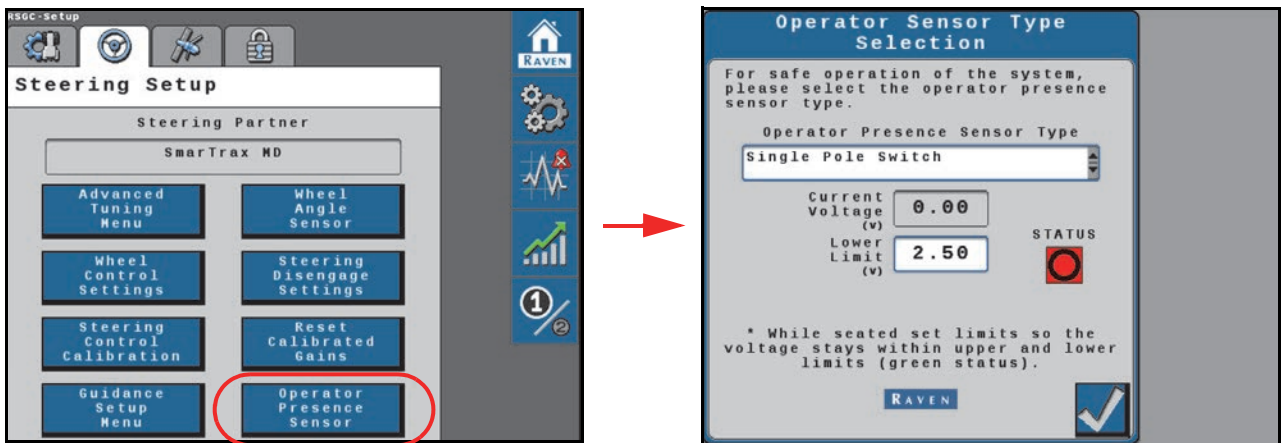 RSGC-Setup
RAVEN
Steering Setup
Steering Partner
SmarTrax MD
Advanced
Tuning
Menu
Wheel
Angle
Sensor
Wheel
Control
Settings
Steering
Disengage
Settings
Steering
Control
Calibration
Reset
Calibrated
Gains
Guidance
Setup
Menu
Operator
Presence
Sensor
1/2
Operator Sensor Type
Selection
For safe operation of the system,
please select the operator presence
sensor type.
Operator Presence Sensor Type
Single Pole Switch
Current
Voltage
(v)
0.00
Lower
Limit
(v)
2.50
STATUS
* While seated set limits so the
voltage stays within upper and lower
limits (green status).
RAVEN